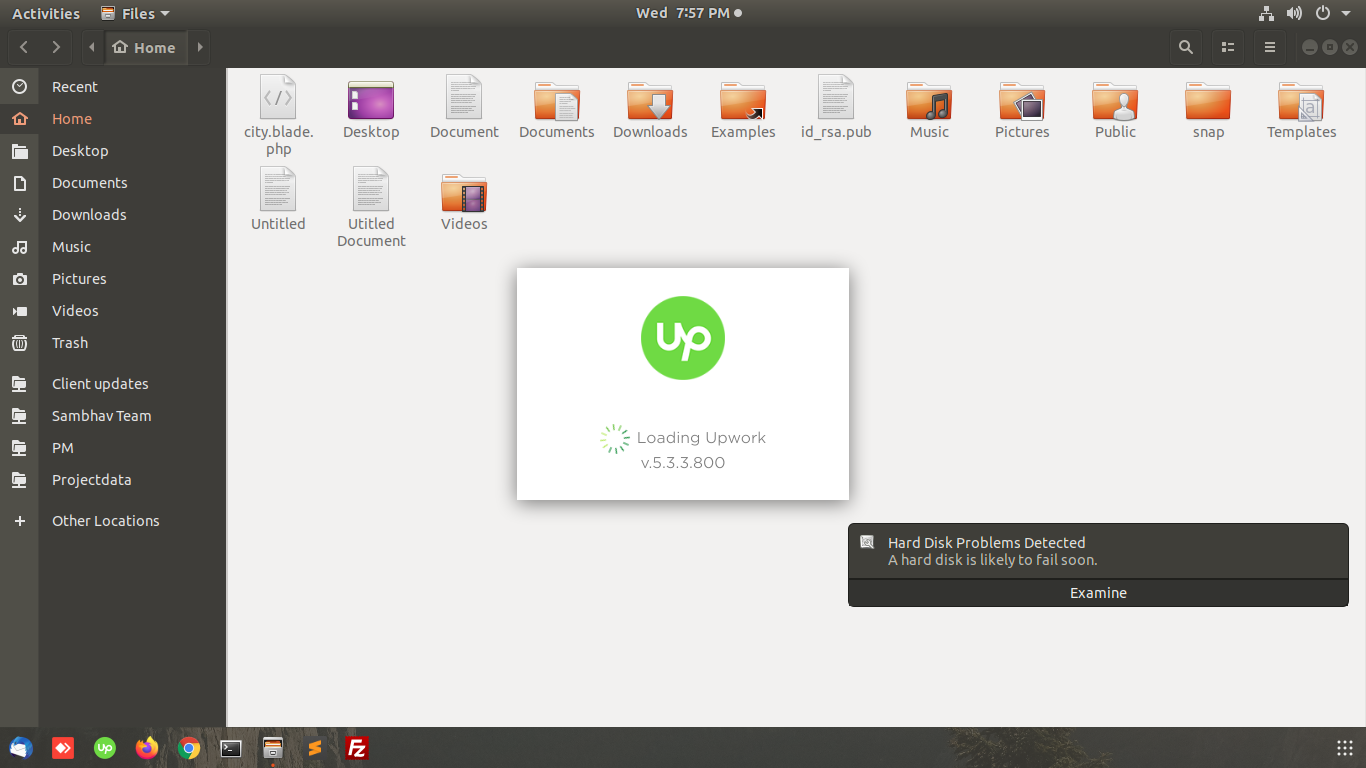 Activities
Files
Wed 7:57 PM
Home
Recent
Home
Desktop
Documents
Downloads
Music
Pictures
Videos
Trash
Client updates
Sambhav Team
PM
Projectdata
Other Locations
city.blade.
php
Desktop
Document
Documents
Downloads
Examples
id_rsa.pub
Music
Pictures
Public
snap
Templates
Untitled
Utitled
Document
Videos
up
Loading Upwork
v.5.3.3.800
Hard Disk Problems Detected
A hard disk is likely to fail soon.
Examine
up
Fz